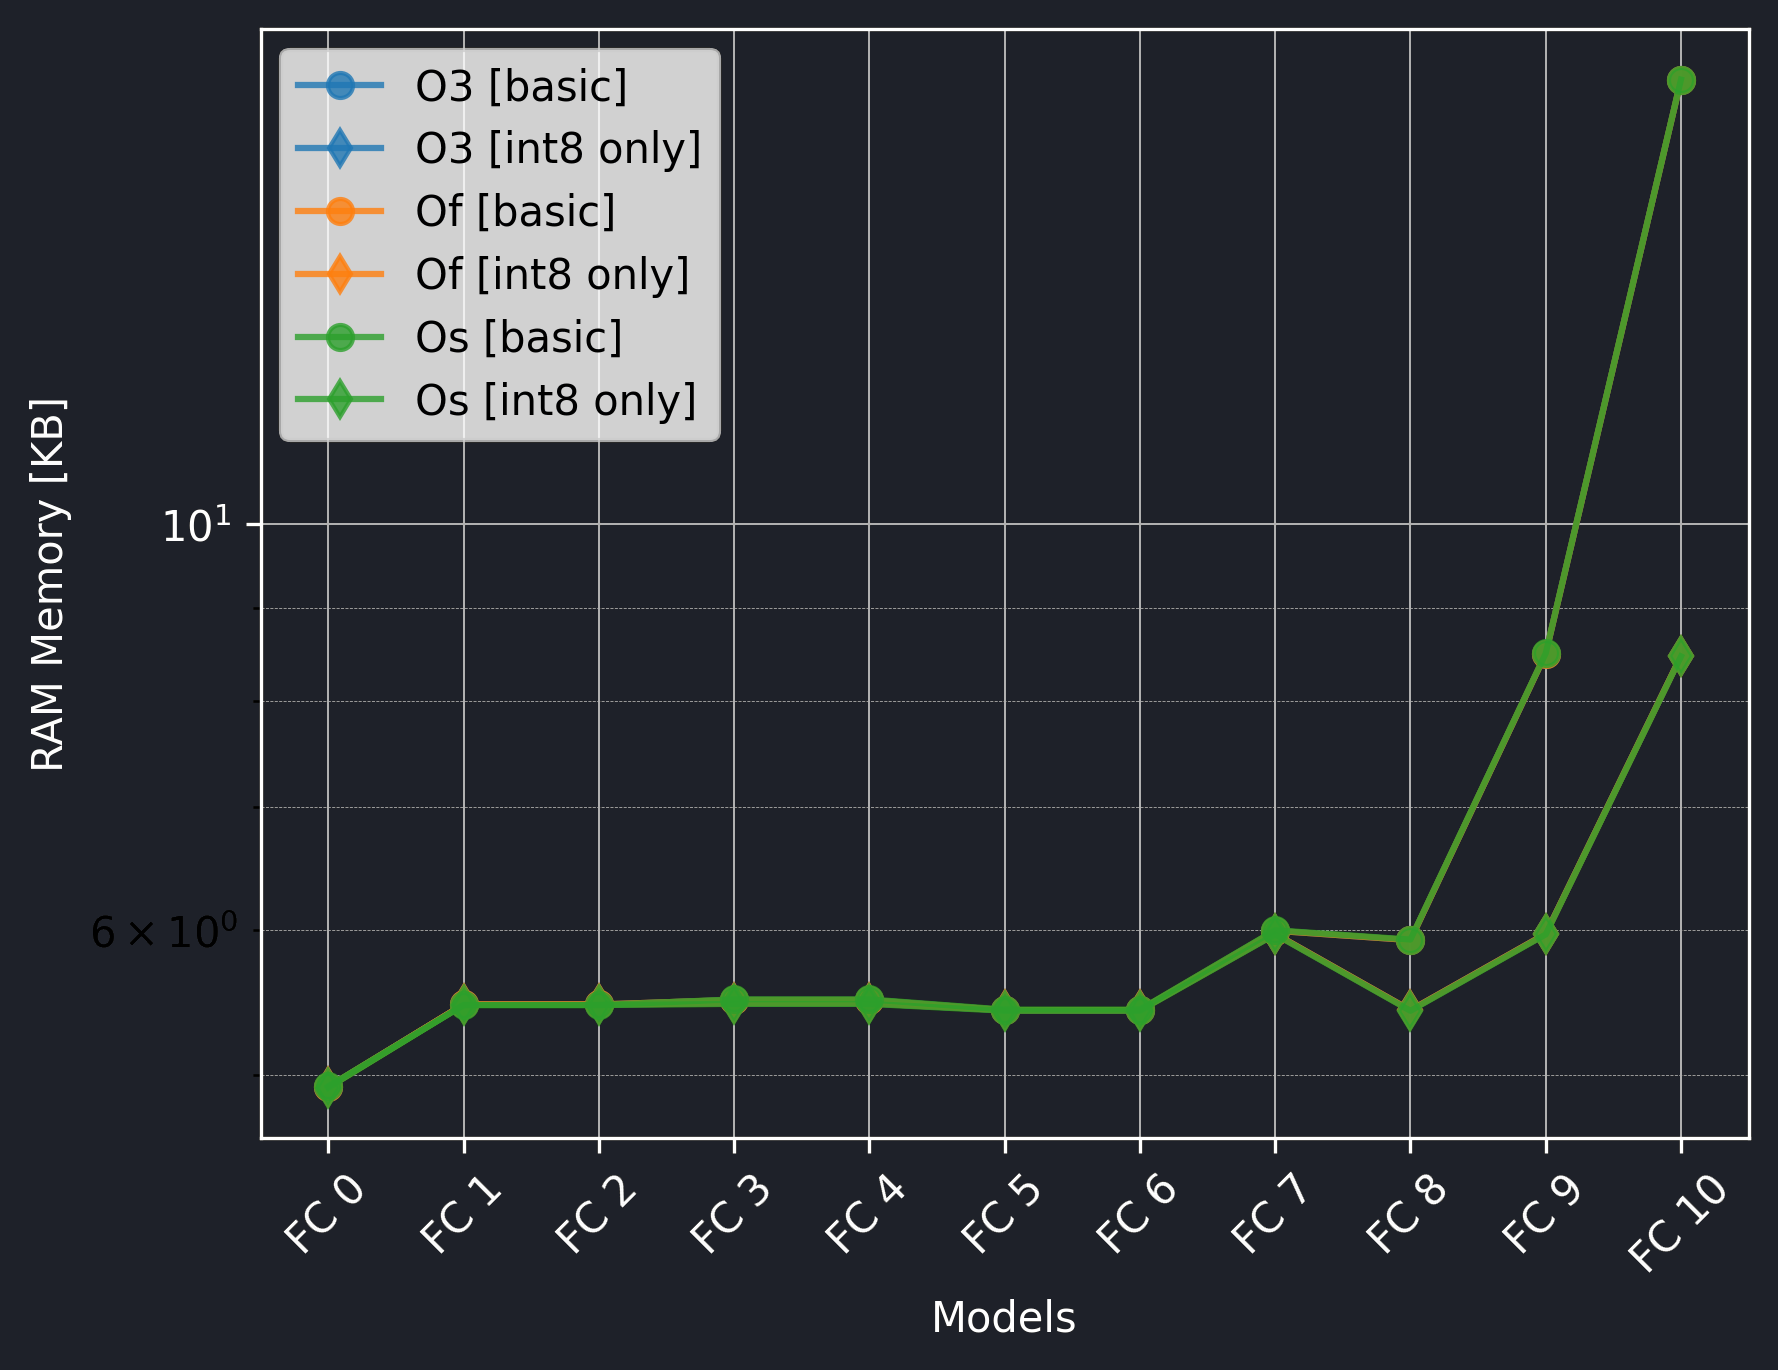 O3 [basic]
O3 [int8 only]
Of [basic]
Of [int8 only]
Os [basic]
Os [int8 only]
RAM Memory [KB]
10¹
6 × 10⁰
FC 0
FC 1
FC 2
FC 3
FC 4
FC 5
FC 6
FC 7
FC 8
FC 9
FC 10
Models